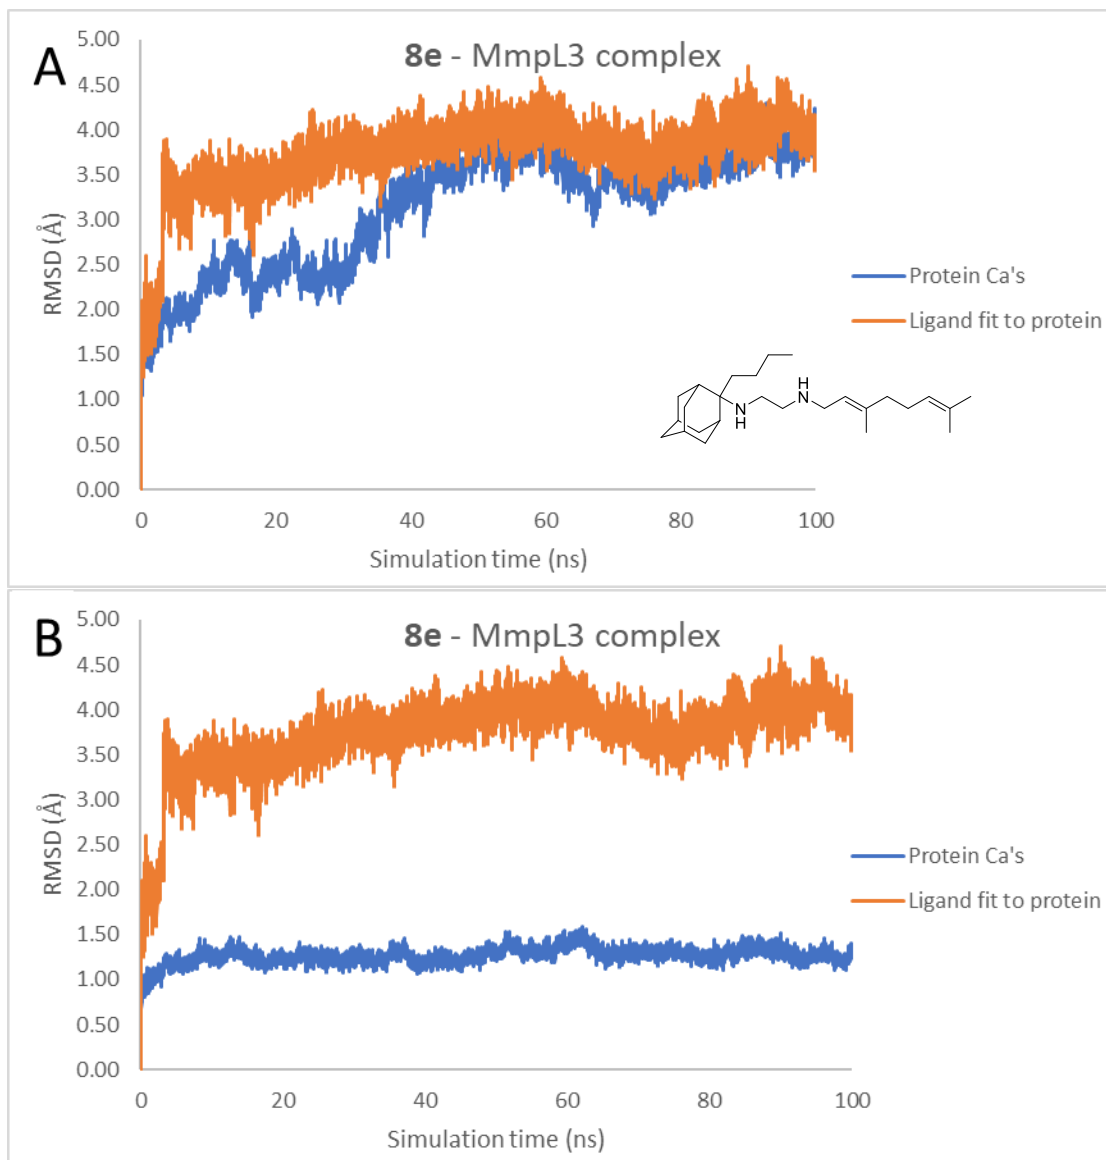 A
8e - MmpL3 complex
5.00
4.50
4.00
3.50
3.00
2.50
2.00
1.50
1.00
0.50
0.00
RMSD (Å)
0 20 40 60 80 100
Simulation time (ns)
Protein Ca's
Ligand fit to protein
N
H
H
N
B
8e - MmpL3 complex
5.00
4.50
4.00
3.50
3.00
2.50
2.00
1.50
1.00
0.50
0.00
RMSD (Å)
0 20 40 60 80 100
Simulation time (ns)
Protein Ca's
Ligand fit to protein